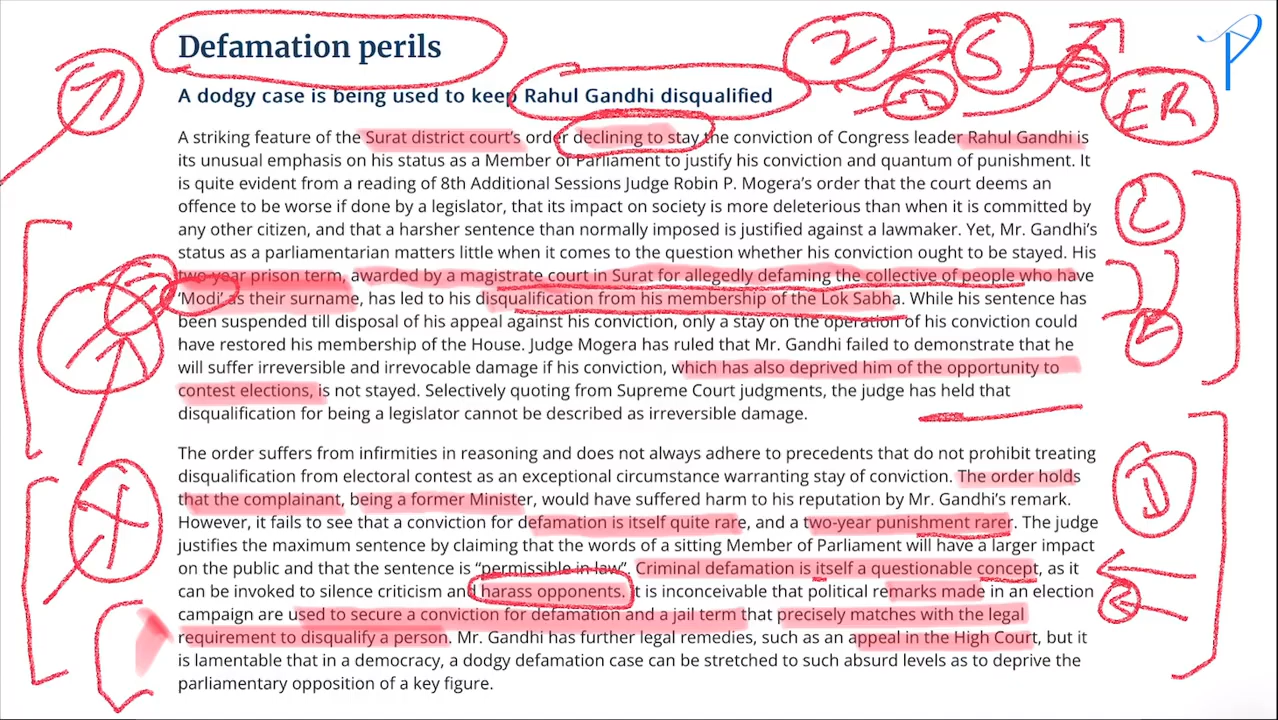 Defamation perils
A dodgy case is being used to keep Rahul Gandhi disqualified
A striking feature of the Surat district court's order declining to stay the conviction of Congress leader Rahul Gandhi is
its unusual emphasis on his status as a Member of Parliament to justify his conviction and quantum of punishment. It
is quite evident from a reading of 8th Additional Sessions Judge Robin P. Mogera's order that the court deems an
offence to be worse if done by a legislator, that its impact on society is more deleterious than when it is committed by
any other citizen, and that a harsher sentence than normally imposed is justified against a lawmaker. Yet, Mr. Gandhi's
status as a parliamentarian matters little when it comes to the question whether his conviction ought to be stayed. His
two-year prison term, awarded by a magistrate court in Surat for allegedly defaming the collective of people who have
‘Modi’ as their surname, has led to his disqualification from his membership of the Lok Sabha. While his sentence has
been suspended till disposal of his appeal against his conviction, only a stay on the operation of his conviction could
have restored his membership of the House. Judge Mogera has ruled that Mr. Gandhi failed to demonstrate that he
will suffer irreversible and irrevocable damage if his conviction, which has also deprived him of the opportunity to
contest elections, is not stayed. Selectively quoting from Supreme Court judgments, the judge has held that
disqualification for being a legislator cannot be described as irreversible damage.
The order suffers from infirmities in reasoning and does not always adhere to precedents that do not prohibit treating
disqualification from electoral contest as an exceptional circumstance warranting stay of conviction. The order holds
that the complainant, being a former Minister, would have suffered harm to his reputation by Mr. Gandhi's remark.
However, it fails to see that a conviction for defamation is itself quite rare, and a two-year punishment rarer. The judge
justifies the maximum sentence by claiming that the words of a sitting Member of Parliament will have a larger impact
on the public and that the sentence is “permissible in law”. Criminal defamation is itself a questionable concept, as it
can be invoked to silence criticism and harass opponents. It is inconceivable that political remarks made in an election
campaign are used to secure a conviction for defamation and a jail term that precisely matches with the legal
requirement to disqualify a person. Mr. Gandhi has further legal remedies, such as an appeal in the High Court, but it
is lamentable that in a democracy, a dodgy defamation case can be stretched to such absurd levels as to deprive the
parliamentary opposition of a key figure.
2
S
ER
L
D